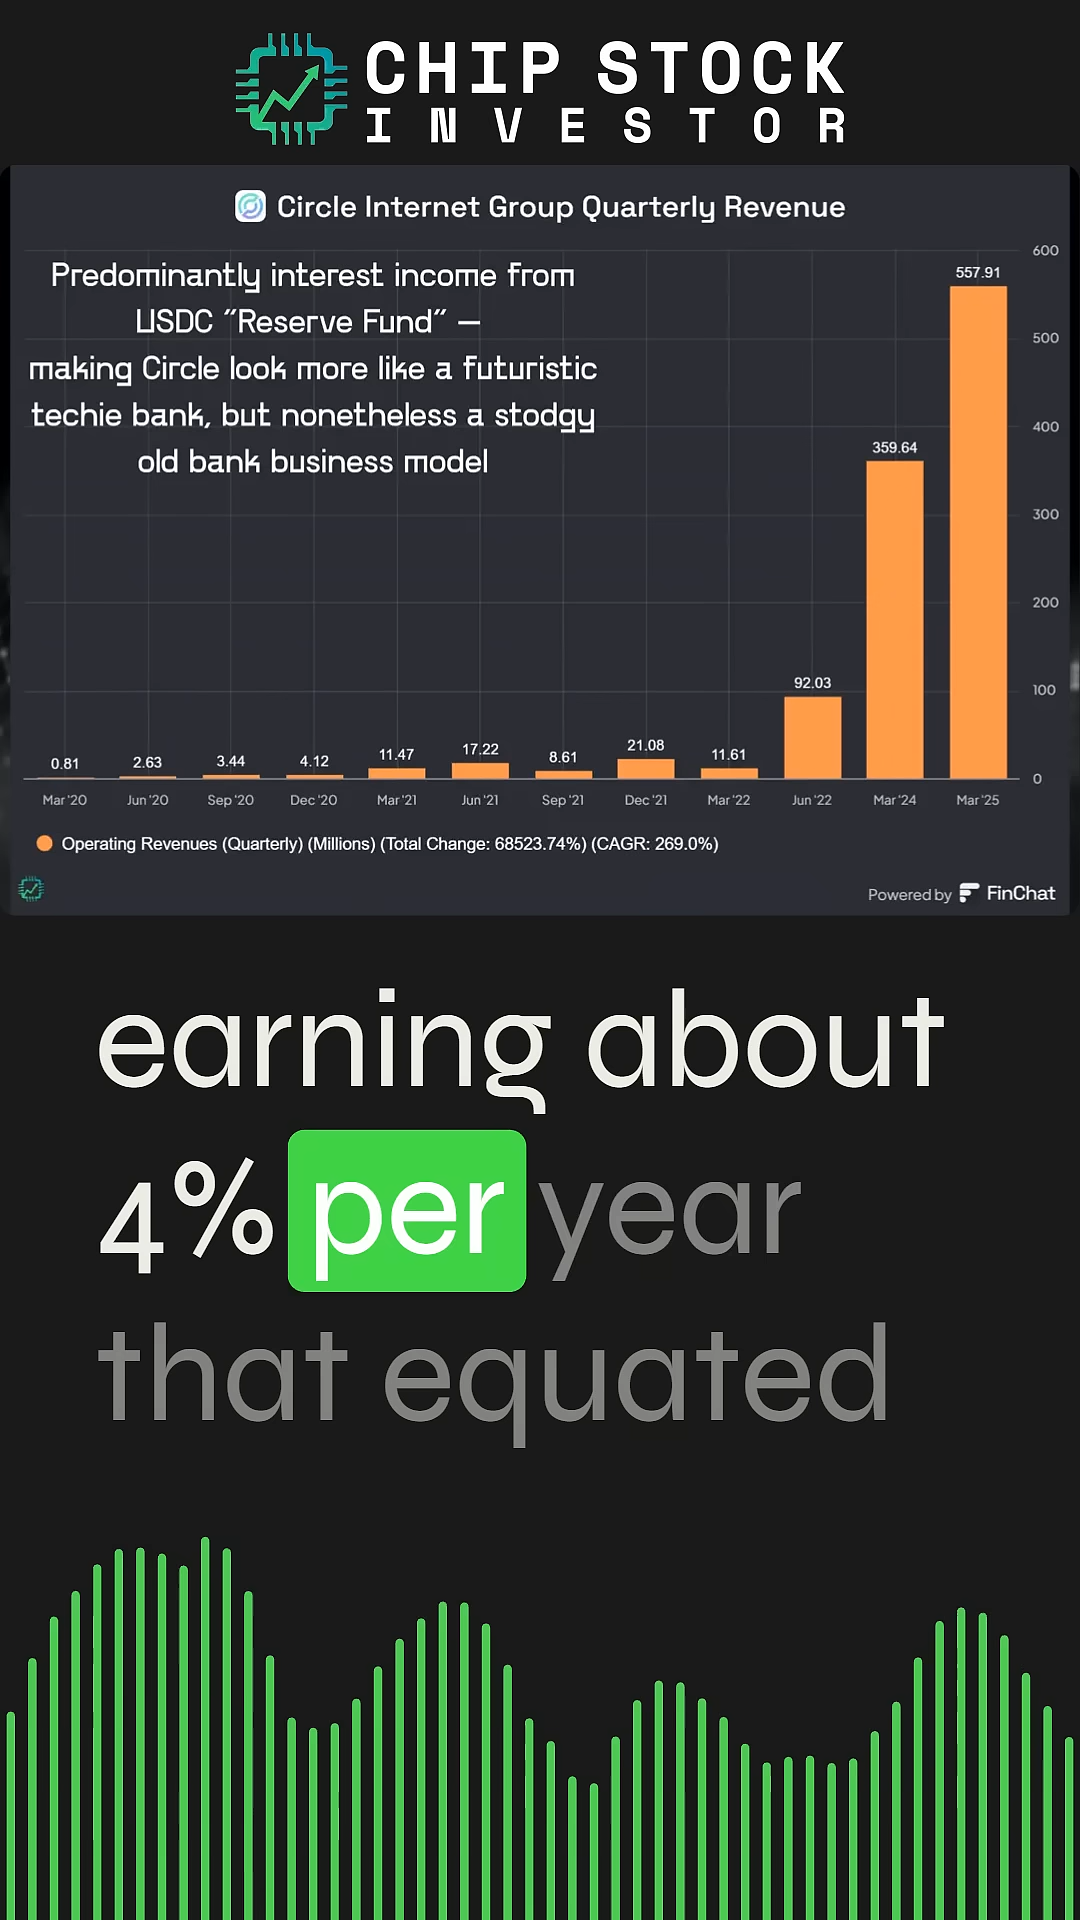 CHIP STOCK
INVESTOR
Circle Internet Group Quarterly Revenue
Predominantly interest income from
USDC “Reserve Fund” —
making Circle look more like a futuristic
techie bank, but nonetheless a stodgy
old bank business model
600
500
400
300
200
100
0
0.81
2.63
3.44
4.12
11.47
17.22
8.61
21.08
11.61
92.03
359.64
557.91
Mar '20
Jun '20
Sep '20
Dec '20
Mar '21
Jun '21
Sep '21
Dec '21
Mar '22
Jun '22
Mar '24
Mar '25
Operating Revenues (Quarterly) (Millions) (Total Change: 68523.74%) (CAGR: 269.0%)
Powered by FinChat
earning about
4% per year
that equated